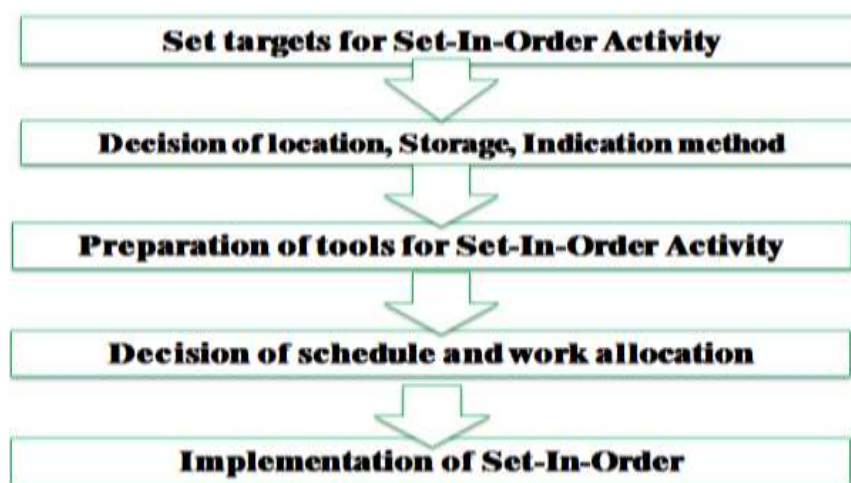 Set targets for Set-In-Order Activity
Decision of location, Storage, Indication method
Preparation of tools for Set-In-Order Activity
Decision of schedule and work allocation
Implementation of Set-In-Order